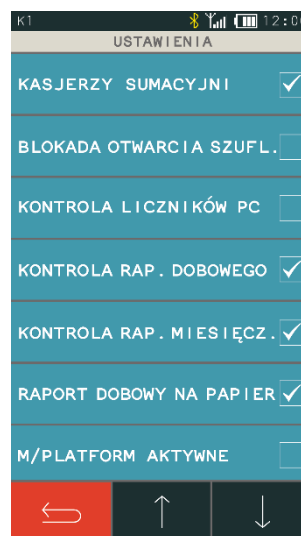 K1 12:0
USTAWIENIA
KASJERZY SUMACYJNI
BLOKADA OTWARCIA SZUFL.
KONTROLA LICZNIKÓW PC
KONTROLA RAP. DOBOWEGO
KONTROLA RAP. MIESIĘCZ.
RAPORT DOBOWY NA PAPIER
M/PLATFORM AKTYWNE